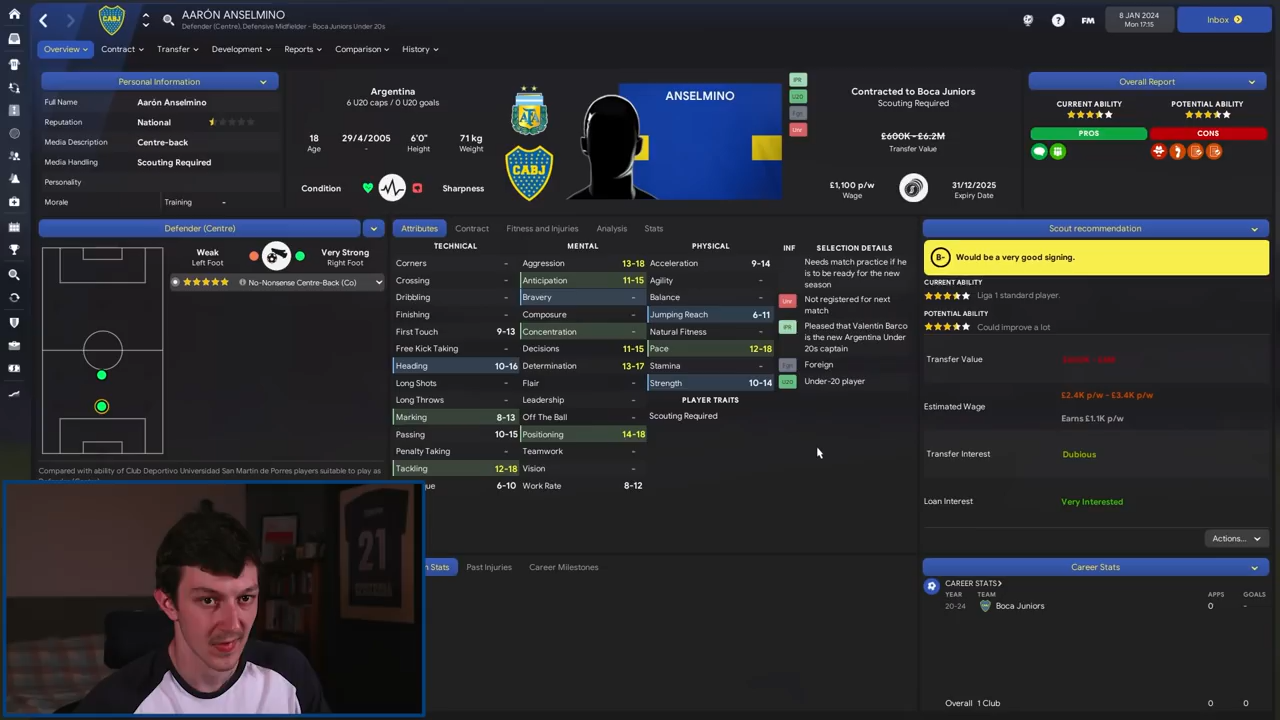 AARÓN ANSELMINO
Defender (Centre), Defensive Midfielder - Boca Juniors Under 20s
8 JAN 2024
Mon 17:15
FM
Inbox
Overview
Contract
Transfer
Development
Reports
Comparison
History
Personal Information
Full Name Aarón Anselmino
Reputation National
Media Description Centre-back
Media Handling Scouting Required
Personality
Morale Training -
Argentina
6 U20 caps / 0 U20 goals
18 29/4/2005 6'0" 71 kg
Age - Height Weight
Condition Sharpness
AFA
CABJ
ANSELMINO
IPR
U20
Fgn
Unr
Contracted to Boca Juniors
Scouting Required
£600K - £6.2M
Transfer Value
£1,100 p/w 31/12/2025
Wage Expiry Date
Overall Report
CURRENT ABILITY POTENTIAL ABILITY
PROS CONS
Defender (Centre)
Weak Very Strong
Left Foot Right Foot
No-Nonsense Centre-Back (Co)
Compared with ability of Club Deportivo Universidad San Martín de Porres players suitable to play as
Attributes Contract Fitness and Injuries Analysis Stats
TECHNICAL MENTAL PHYSICAL
Corners - Aggression 13-18 Acceleration 9-14
Crossing - Anticipation 11-15 Agility -
Dribbling - Bravery - Balance -
Finishing - Composure - Jumping Reach 6-11
First Touch 9-13 Concentration - Natural Fitness -
Free Kick Taking - Decisions 11-15 Pace 12-18
Heading 10-16 Determination 13-17 Stamina -
Long Shots - Flair - Strength 10-14
Long Throws - Leadership - PLAYER TRAITS
Marking 8-13 Off The Ball - Scouting Required
Passing 10-15 Positioning 14-18
Penalty Taking - Teamwork -
Tackling 12-18 Vision -
que 6-10 Work Rate 8-12
INF SELECTION DETAILS
Needs match practice if he is to be ready for the new season
Unr Not registered for next match
IPR Pleased that Valentín Barco is the new Argentina Under 20s captain
Fgn Foreign
U20 Under-20 player
Scout recommendation
B- Would be a very good signing.
CURRENT ABILITY
Liga 1 standard player.
POTENTIAL ABILITY
Could improve a lot
Transfer Value
Estimated Wage £2.4K p/w - £3.4K p/w
Earns £1.1K p/w
Transfer Interest Dubious
Loan Interest Very Interested
Actions...
Stats Past Injuries Career Milestones
Career Stats
CAREER STATS
YEAR TEAM APPS GOALS
20-24 Boca Juniors 0 -
Overall 1 Club 0 0
21